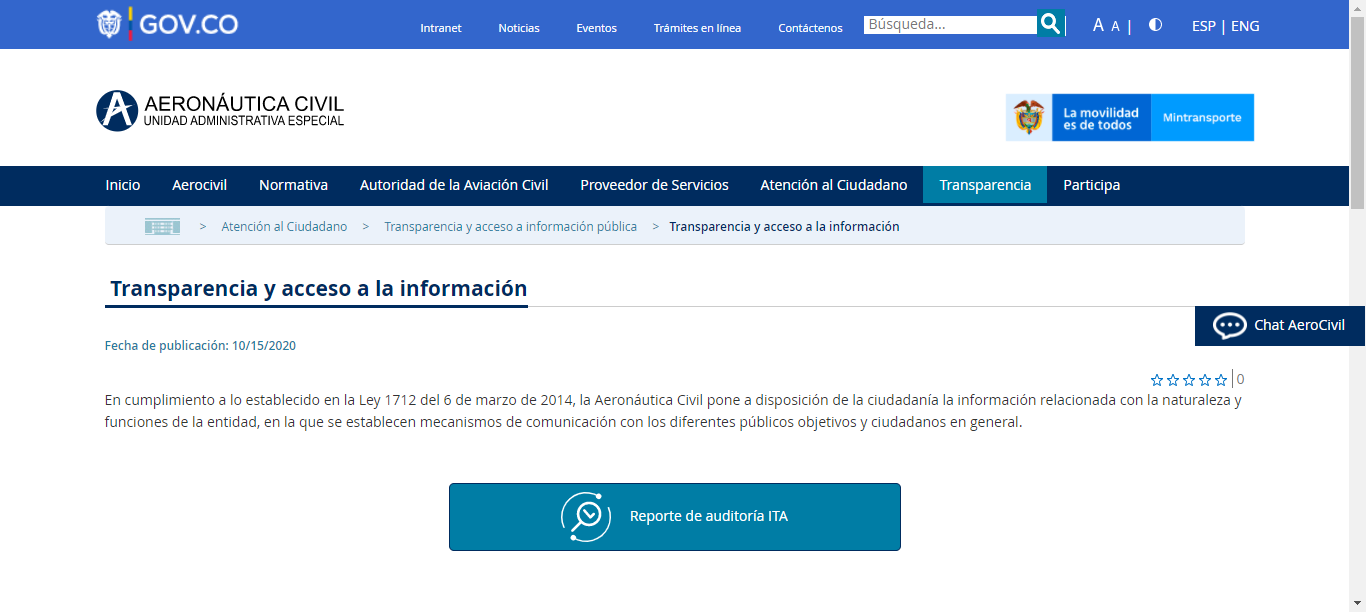 GOV.CO
Intranet Noticias Eventos Trámites en línea Contáctenos Búsqueda... A A | ESP | ENG
AERONÁUTICA CIVIL
UNIDAD ADMINISTRATIVA ESPECIAL
La movilidad
es de todos
Mintransporte
Inicio Aerocivil Normativa Autoridad de la Aviación Civil Proveedor de Servicios Atención al Ciudadano Transparencia Participa
> Atención al Ciudadano > Transparencia y acceso a información pública > Transparencia y acceso a la información
Transparencia y acceso a la información
Chat AeroCivil
Fecha de publicación: 10/15/2020
0
En cumplimiento a lo establecido en la Ley 1712 del 6 de marzo de 2014, la Aeronáutica Civil pone a disposición de la ciudadanía la información relacionada con la naturaleza y
funciones de la entidad, en la que se establecen mecanismos de comunicación con los diferentes públicos objetivos y ciudadanos en general.
Reporte de auditoría ITA